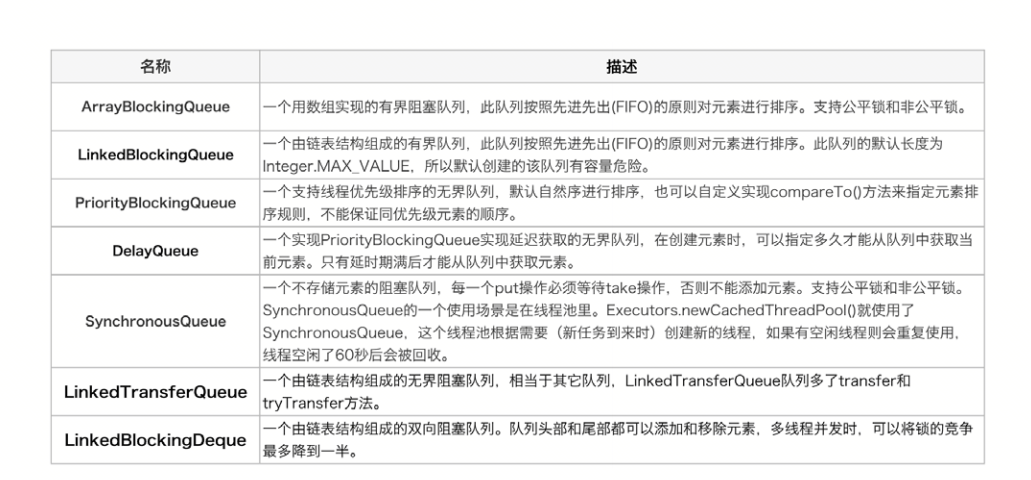 名称
描述
ArrayBlockingQueue
一个用数组实现的有界阻塞队列，此队列按照先进先出(FIFO)的原则对元素进行排序。支持公平锁和非公平锁。
LinkedBlockingQueue
一个由链表结构组成的有界队列，此队列按照先进先出(FIFO)的原则对元素进行排序。此队列的默认长度为
Integer.MAX_VALUE，所以默认创建的该队列有容量危险。
PriorityBlockingQueue
一个支持线程优先级排序的无界队列，默认自然序进行排序，也可以自定义实现compareTo()方法来指定元素排
序规则，不能保证同优先级元素的顺序。
DelayQueue
一个实现PriorityBlockingQueue实现延迟获取的无界队列，在创建元素时，可以指定多久才能从队列中获取当
前元素。只有延时期满后才能从队列中获取元素。
SynchronousQueue
一个不存储元素的阻塞队列，每一个put操作必须等待take操作，否则不能添加元素。支持公平锁和非公平锁。
SynchronousQueue的一个使用场景是在线程池里。Executors.newCachedThreadPool()就使用了
SynchronousQueue，这个线程池根据需要（新任务到来时）创建新的线程，如果有空闲线程则会重复使用，
线程空闲了60秒后会被回收。
LinkedTransferQueue
一个由链表结构组成的无界阻塞队列，相当于其它队列，LinkedTransferQueue队列多了transfer和
tryTransfer方法。
LinkedBlockingDeque
一个由链表结构组成的双向阻塞队列。队列头部和尾部都可以添加和移除元素，多线程并发时，可以将锁的竞争
最多降到一半。